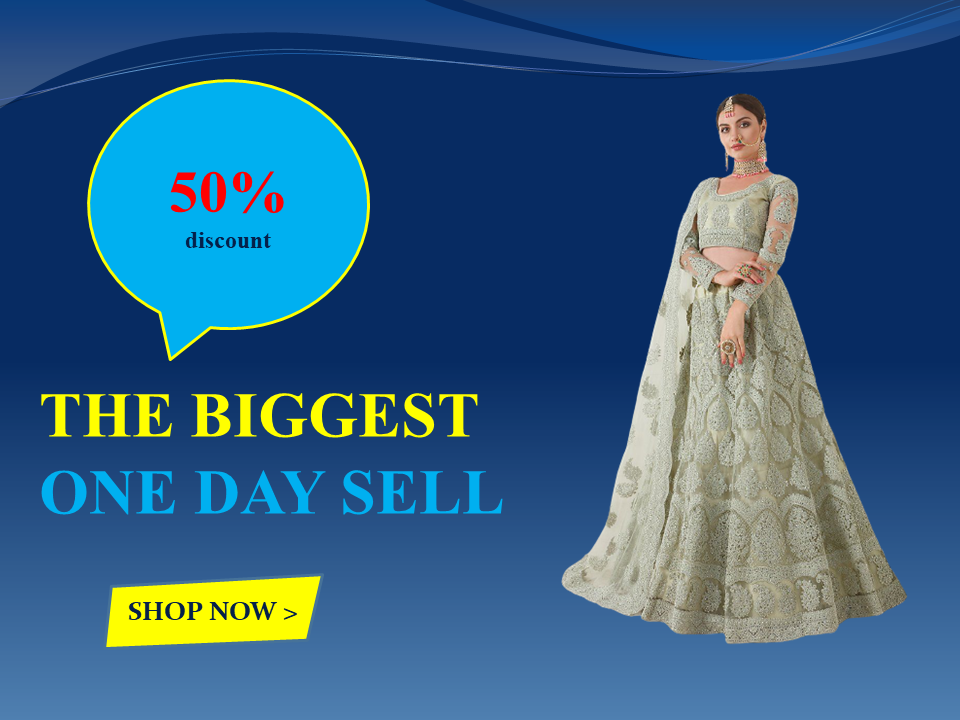 50%
discount
THE BIGGEST
ONE DAY SELL
SHOP NOW >